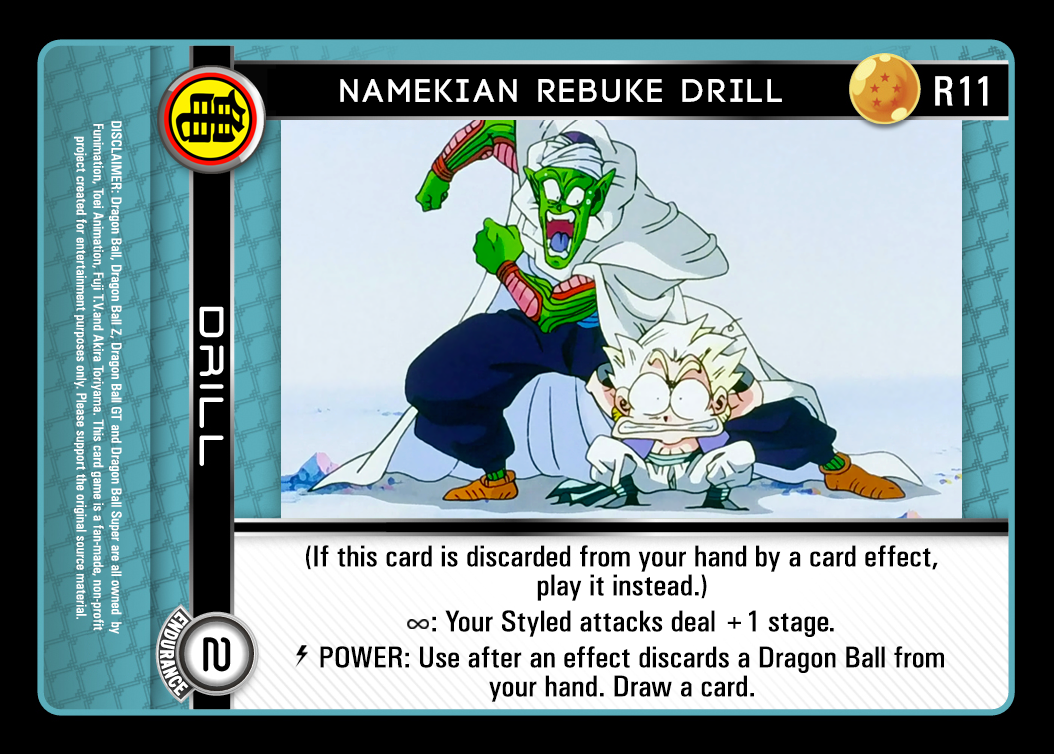 NAMEKIAN REBUKE DRILL
R11
DRILL
(If this card is discarded from your hand by a card effect,
play it instead.)
∞: Your Styled attacks deal +1 stage.
POWER: Use after an effect discards a Dragon Ball from
your hand. Draw a card.
ENDURANCE
2
DISCLAIMER: Dragon Ball, Dragon Ball Z, Dragon Ball GT and Dragon Ball Super are all owned by
Funimation, Toei Animation, Fuji T.V.and Akira Toriyama. This card game is a fan-made, non-profit
project created for entertainment purposes only. Please support the original source material.